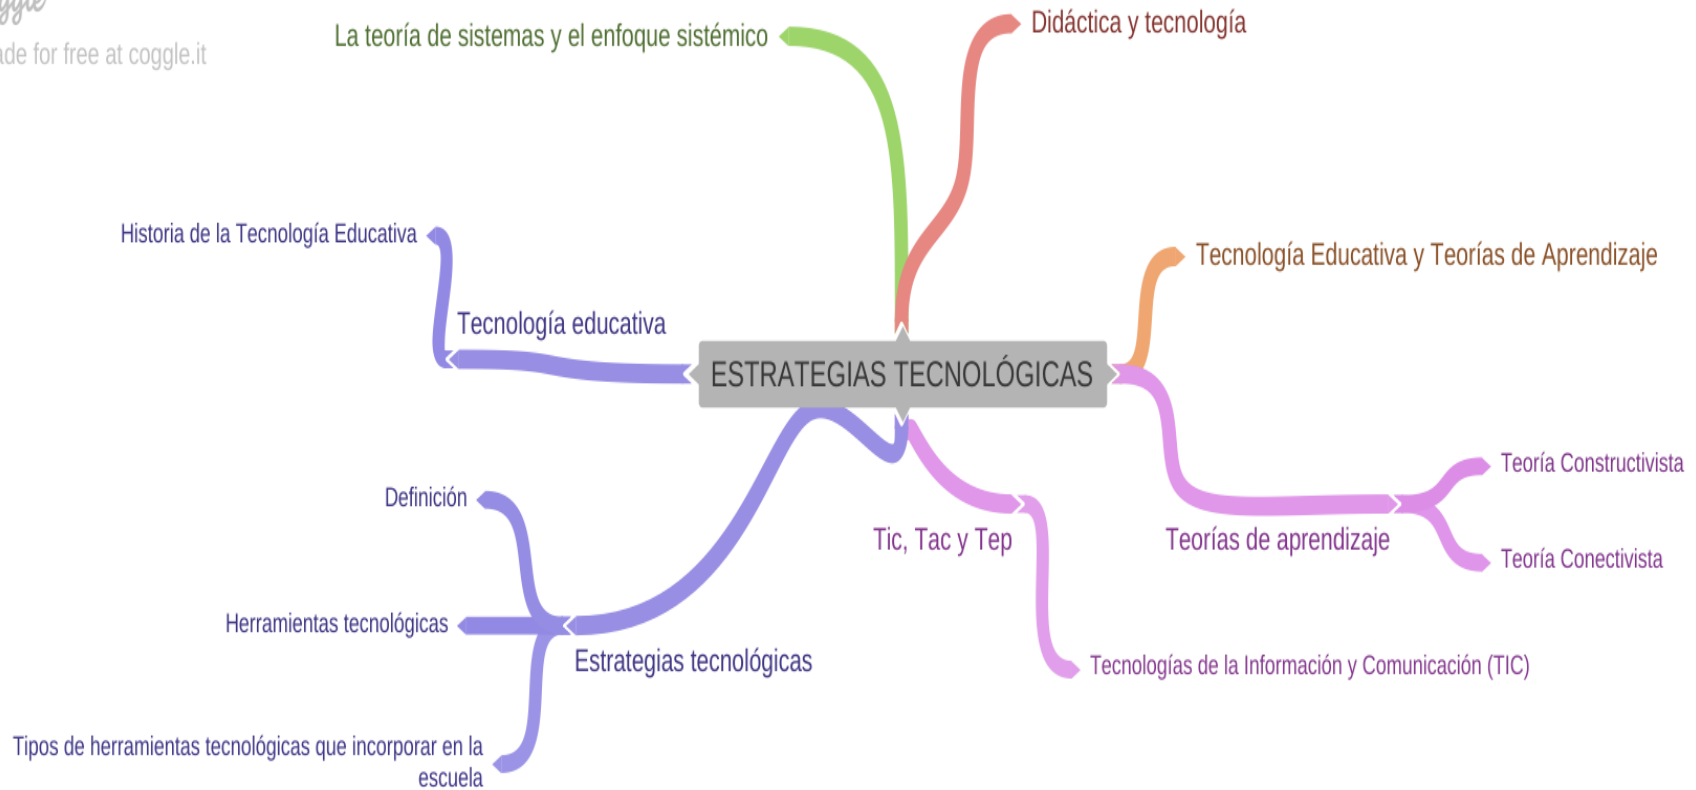 made for free at coggle.it
La teoría de sistemas y el enfoque sistémico
Didáctica y tecnología
Historia de la Tecnología Educativa
Tecnología Educativa y Teorías de Aprendizaje
Tecnología educativa
ESTRATEGIAS TECNOLÓGICAS
Definición
Teoría Constructivista
Tic, Tac y Tep
Teorías de aprendizaje
Teoría Conectivista
Herramientas tecnológicas
Estrategias tecnológicas
Tecnologías de la Información y Comunicación (TIC)
Tipos de herramientas tecnológicas que incorporar en la
escuela